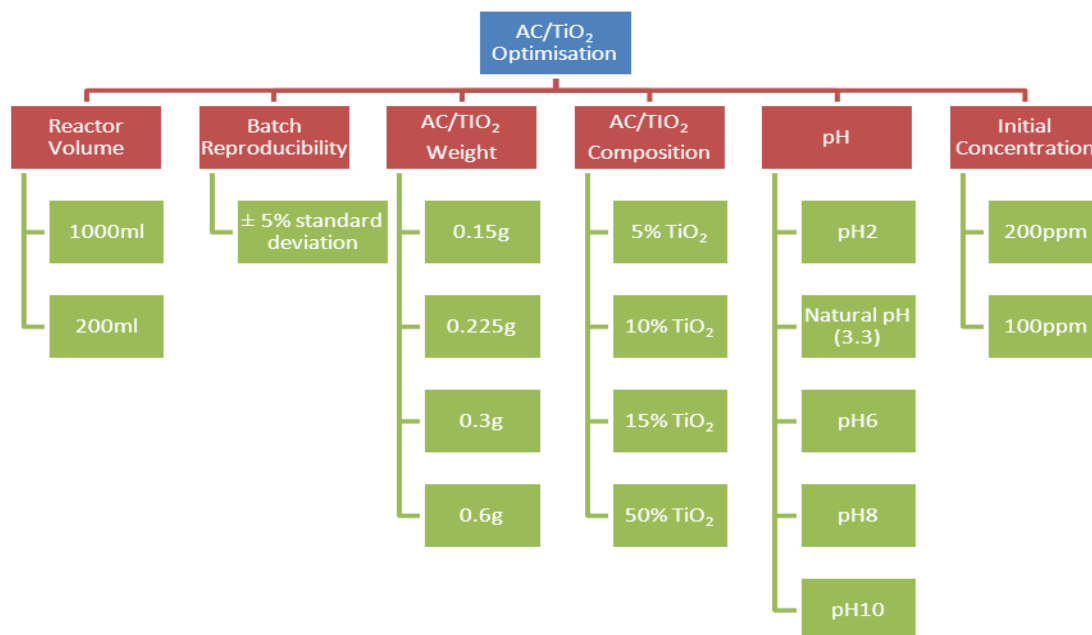 AC/TiO₂
Optimisation
Reactor
Volume
Batch
Reproducibility
AC/TIO₂
Weight
AC/TIO₂
Composition
pH
Initial
Concentration
1000ml
200ml
± 5% standard
deviation
0.15g
0.225g
0.3g
0.6g
5% TiO₂
10% TiO₂
15% TiO₂
50% TiO₂
pH2
Natural pH
(3.3)
pH6
pH8
pH10
200ppm
100ppm